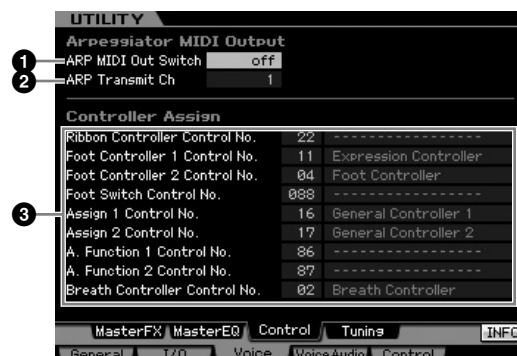 UTILITY
Arpeggiator MIDI Output
1 ARP MIDI Out Switch off
2 ARP Transmit Ch 1
Controller Assign
Ribbon Controller Control No. 22 -----------------
Foot Controller 1 Control No. 11 Expression Controller
Foot Controller 2 Control No. 04 Foot Controller
Foot Switch Control No. 088 -----------------
3 Assign 1 Control No. 16 General Controller 1
Assign 2 Control No. 17 General Controller 2
A. Function 1 Control No. 86 -----------------
A. Function 2 Control No. 87 -----------------
Breath Controller Control No. 02 Breath Controller
MasterFX MasterEQ Control Tuning INFO
General I/O Voice VoiceAudio Control